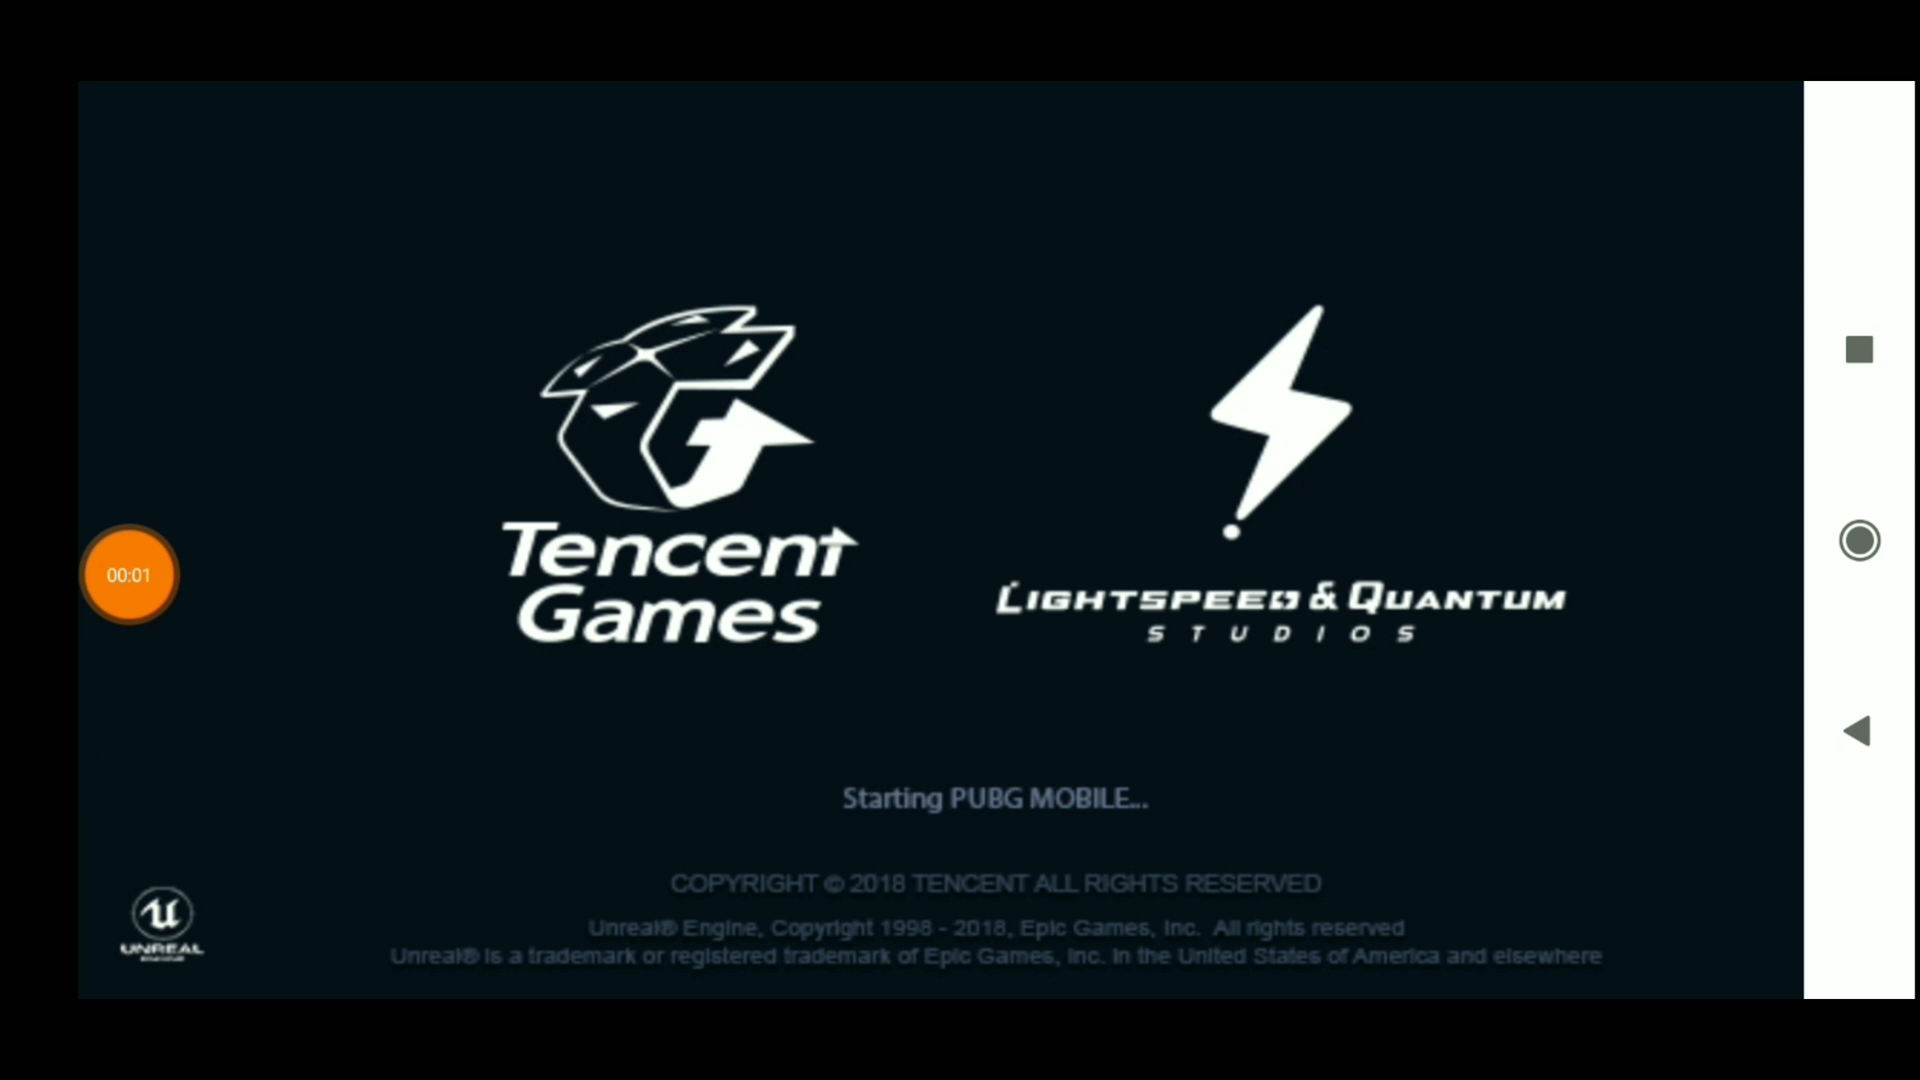 00:01
Tencent
Games
LIGHTSPEED & QUANTUM
STUDIOS
Starting PUBG MOBILE...
COPYRIGHT © 2018 TENCENT ALL RIGHTS RESERVED
Unreal® Engine, Copyright 1998 - 2018, Epic Games, Inc. All rights reserved
Unreal® is a trademark or registered trademark of Epic Games, Inc. in the United States of America and elsewhere
UNREAL
ENGINE